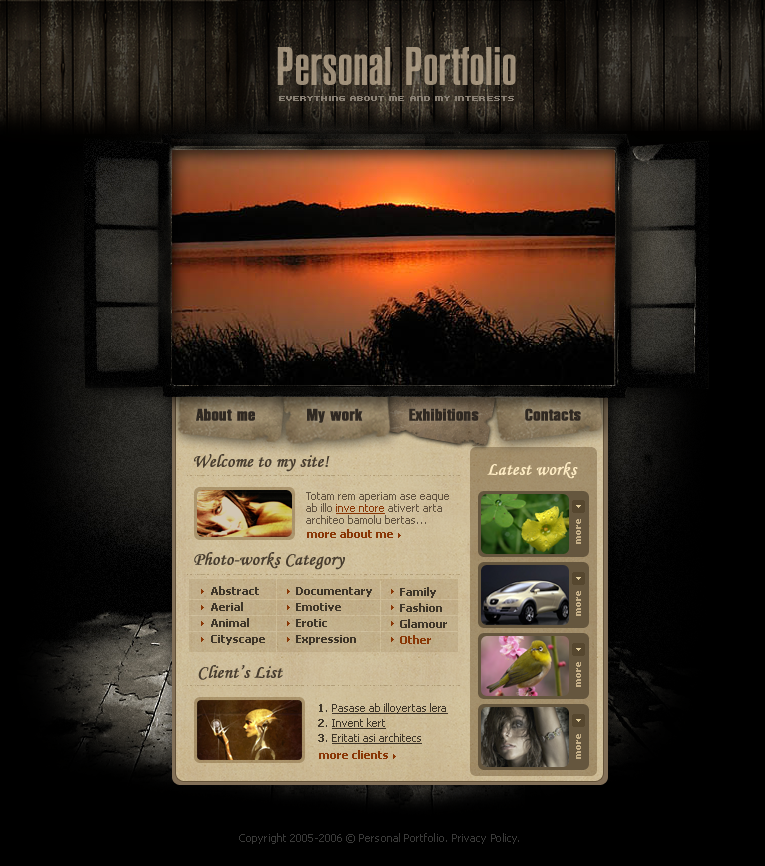 Personal Portfolio
EVERYTHING ABOUT ME AND MY INTERESTS
About me
My work
Exhibitions
Contacts
Welcome to my site!
Totam rem aperiam ase eaque
ab illo inve ntore ativert arta
architeo bamolu bertas...
more about me
Photo-works Category
Abstract
Aerial
Animal
Cityscape
Documentary
Emotive
Erotic
Expression
Family
Fashion
Glamour
Other
Client's List
1. Pasase ab illoyertas lera
2. Invent kert
3. Eritati asi architecs
more clients
Latest works
more
more
more
more
Copyright 2005-2006 © Personal Portfolio. Privacy Policy.